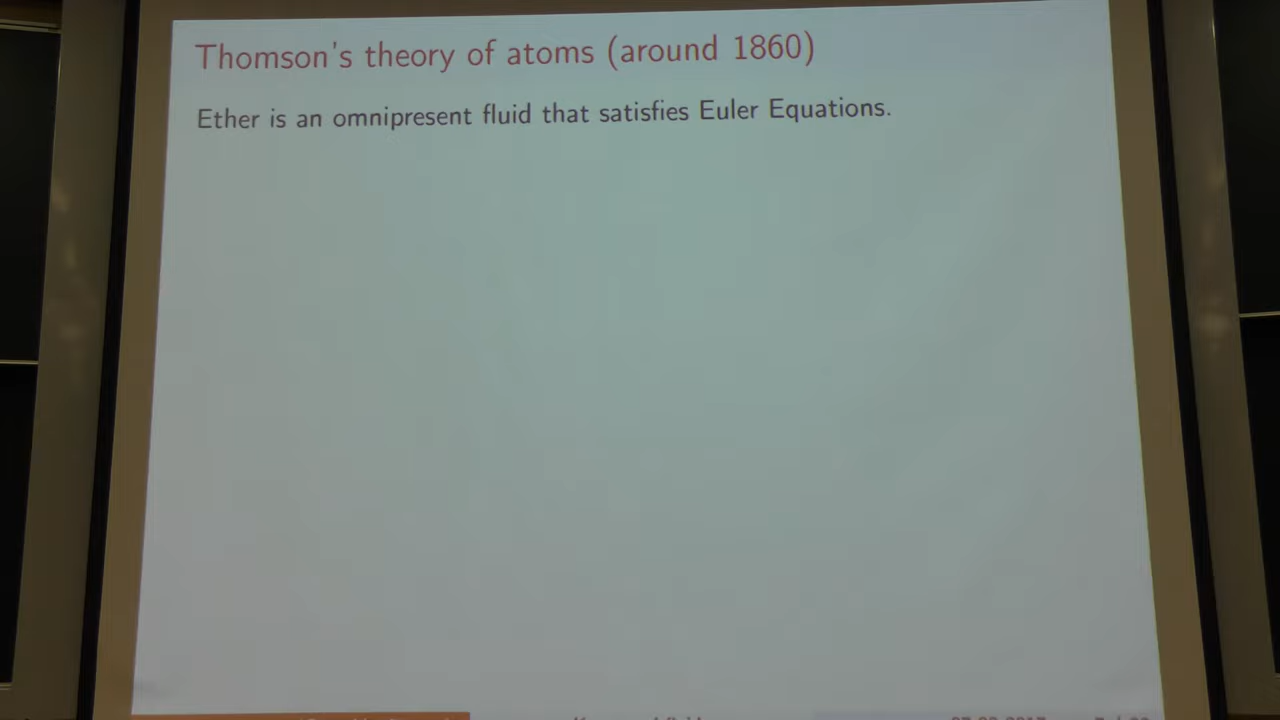 Thomson's theory of atoms (around 1860)
Ether is an omnipresent fluid that satisfies Euler Equations.